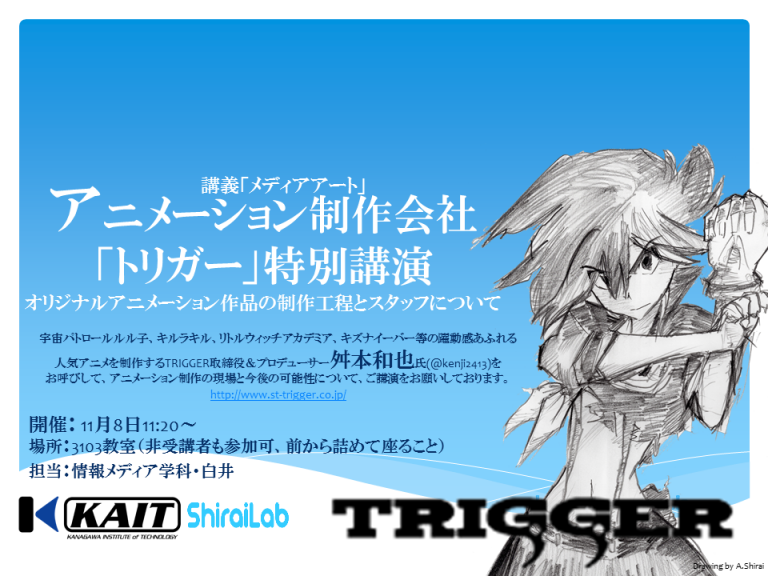 講義「メディアアート」
アニメーション制作会社
「トリガー」特別講演
オリジナルアニメーション作品の制作工程とスタッフについて
宇宙パトロールルル子、キルラキル、リトルウィッチアカデミア、キズナイーバー等の躍動感あふれる
人気アニメを制作するTRIGGER取締役＆プロデューサー舛本和也氏(@kenji2413)を
お呼びして、アニメーション制作の現場と今後の可能性について、ご講演をお願いしております。
http://www.st-trigger.co.jp/
開催：11月8日11:20～
場所：3103教室（非受講者も参加可、前から詰めて座ること）
担当：情報メディア学科・白井
KAIT
KANAGAWA INSTITUTE of TECHNOLOGY
ShiraiLab
TRIGGER
Drawing by A.Shirai